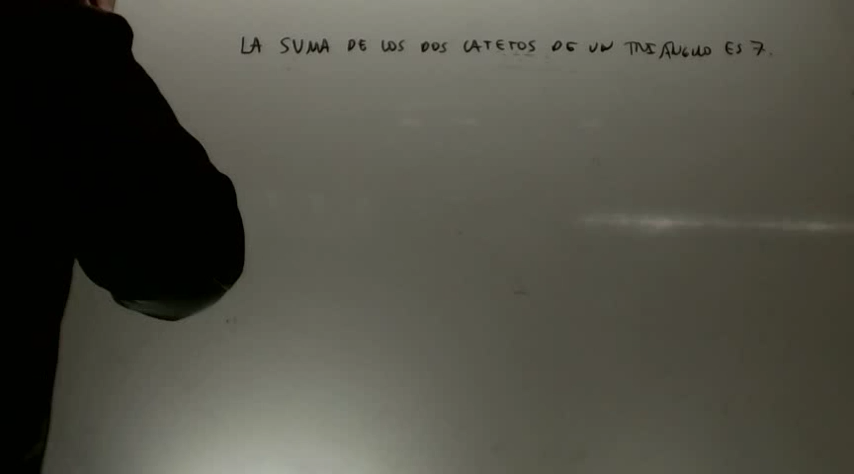 LA SUMA DE LOS DOS CATETOS DE UN TRIÁNGULO ES 7.